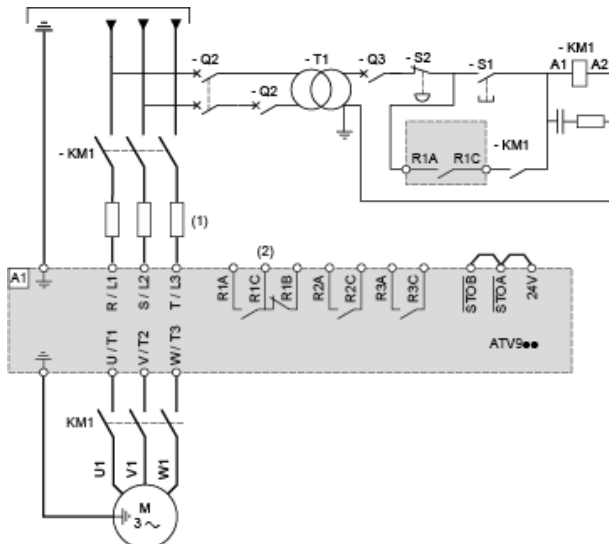 - Q2
- T1
- Q3
- S2
- S1
- KM1
A1
A2
- Q2
- KM1
R1A
R1C
- KM1
(1)
(2)
A1
R / L1
S / L2
T / L3
R1A
R1C
R1B
R2A
R2C
R3A
R3C
STOB
STOA
24V
U / T1
V / T2
W / T3
ATV9●●
KM1
U1
V1
W1
M
3 ~